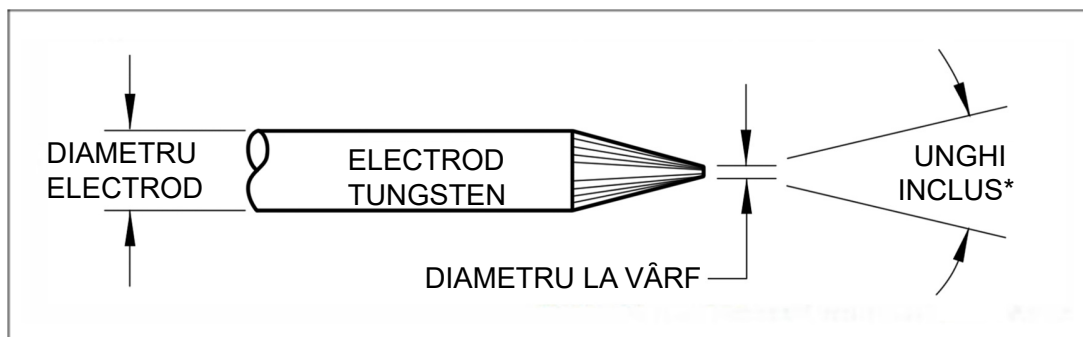 DIAMETRU
ELECTROD
ELECTROD
TUNGSTEN
UNGHI
INCLUS*
DIAMETRU LA VÂRF